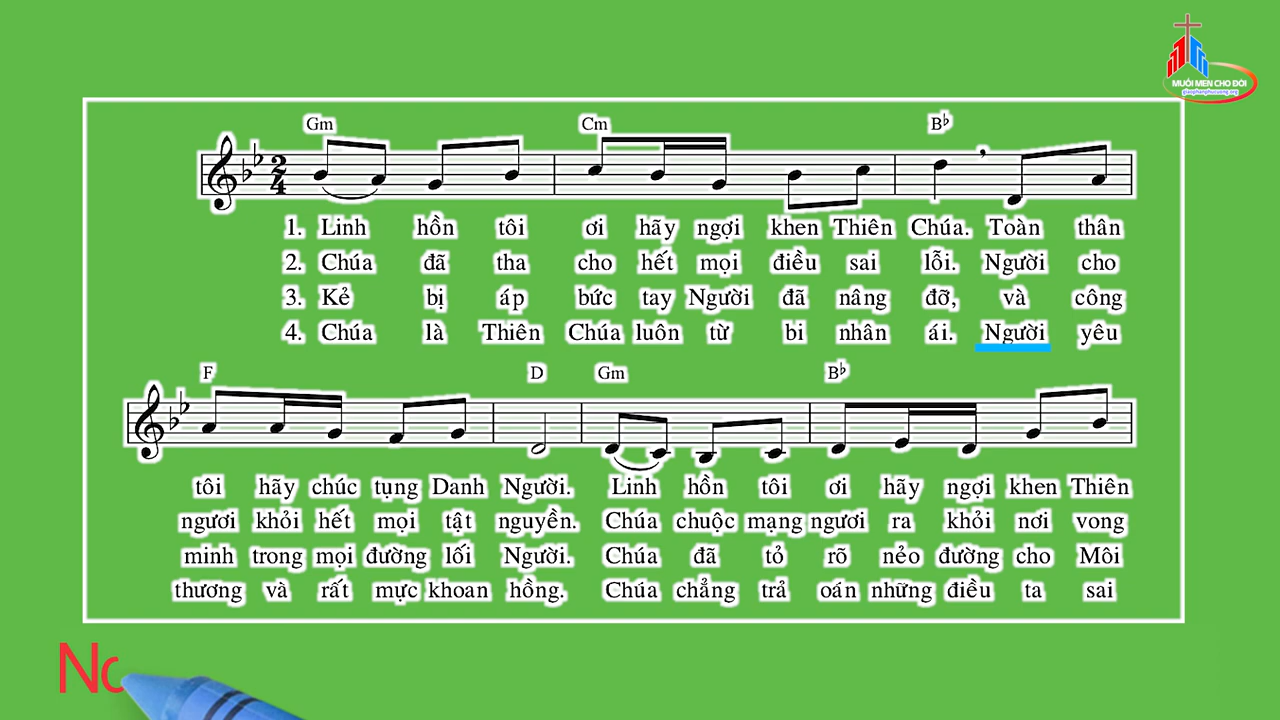 MUỐI MEN CHO ĐỜI
giaophanphucuong.org
Gm Cm B♭
2/4
1. Linh hồn tôi ơi hãy ngợi khen Thiên Chúa. Toàn thân
2. Chúa đã tha cho hết mọi điều sai lỗi. Người cho
3. Kẻ bị áp bức tay Người đã nâng đỡ, và công
4. Chúa là Thiên Chúa luôn từ bi nhân ái. Người yêu
F D Gm B♭
tôi hãy chúc tụng Danh Người. Linh hồn tôi ơi hãy ngợi khen Thiên
ngươi khỏi hết mọi tật nguyền. Chúa chuộc mạng ngươi ra khỏi nơi vong
minh trong mọi đường lối Người. Chúa đã tỏ rõ nẻo đường cho Môi
thương và rất mực khoan hồng. Chúa chẳng trả oán những điều ta sai
No